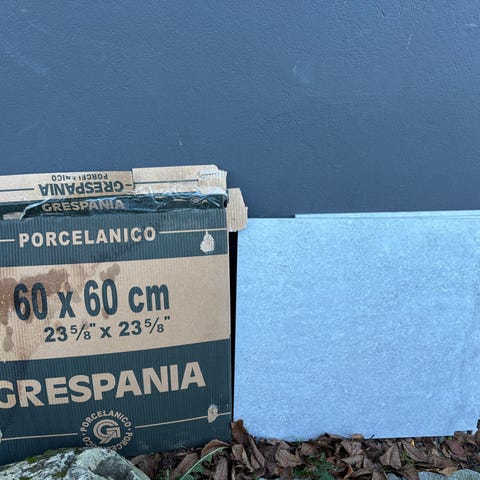 GRESPANIA
PORCELANICO
GRESPANIA
PORCELANICO
60 x 60 cm
23 5/8" x 23 5/8"
GRESPANIA
PORCELANICO